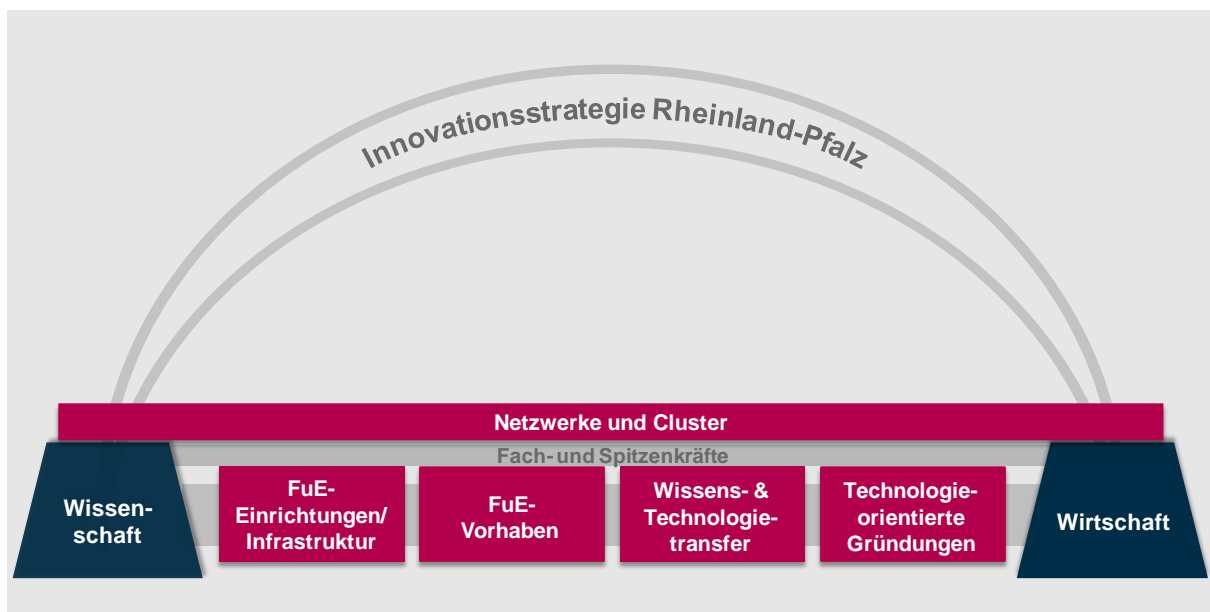 Innovationsstrategie Rheinland-Pfalz
Netzwerke und Cluster
Fach- und Spitzenkräfte
Wissen-
schaft
FuE-
Einrichtungen/
Infrastruktur
FuE-
Vorhaben
Wissens- &
Technologie-
transfer
Technologie-
orientierte
Gründungen
Wirtschaft